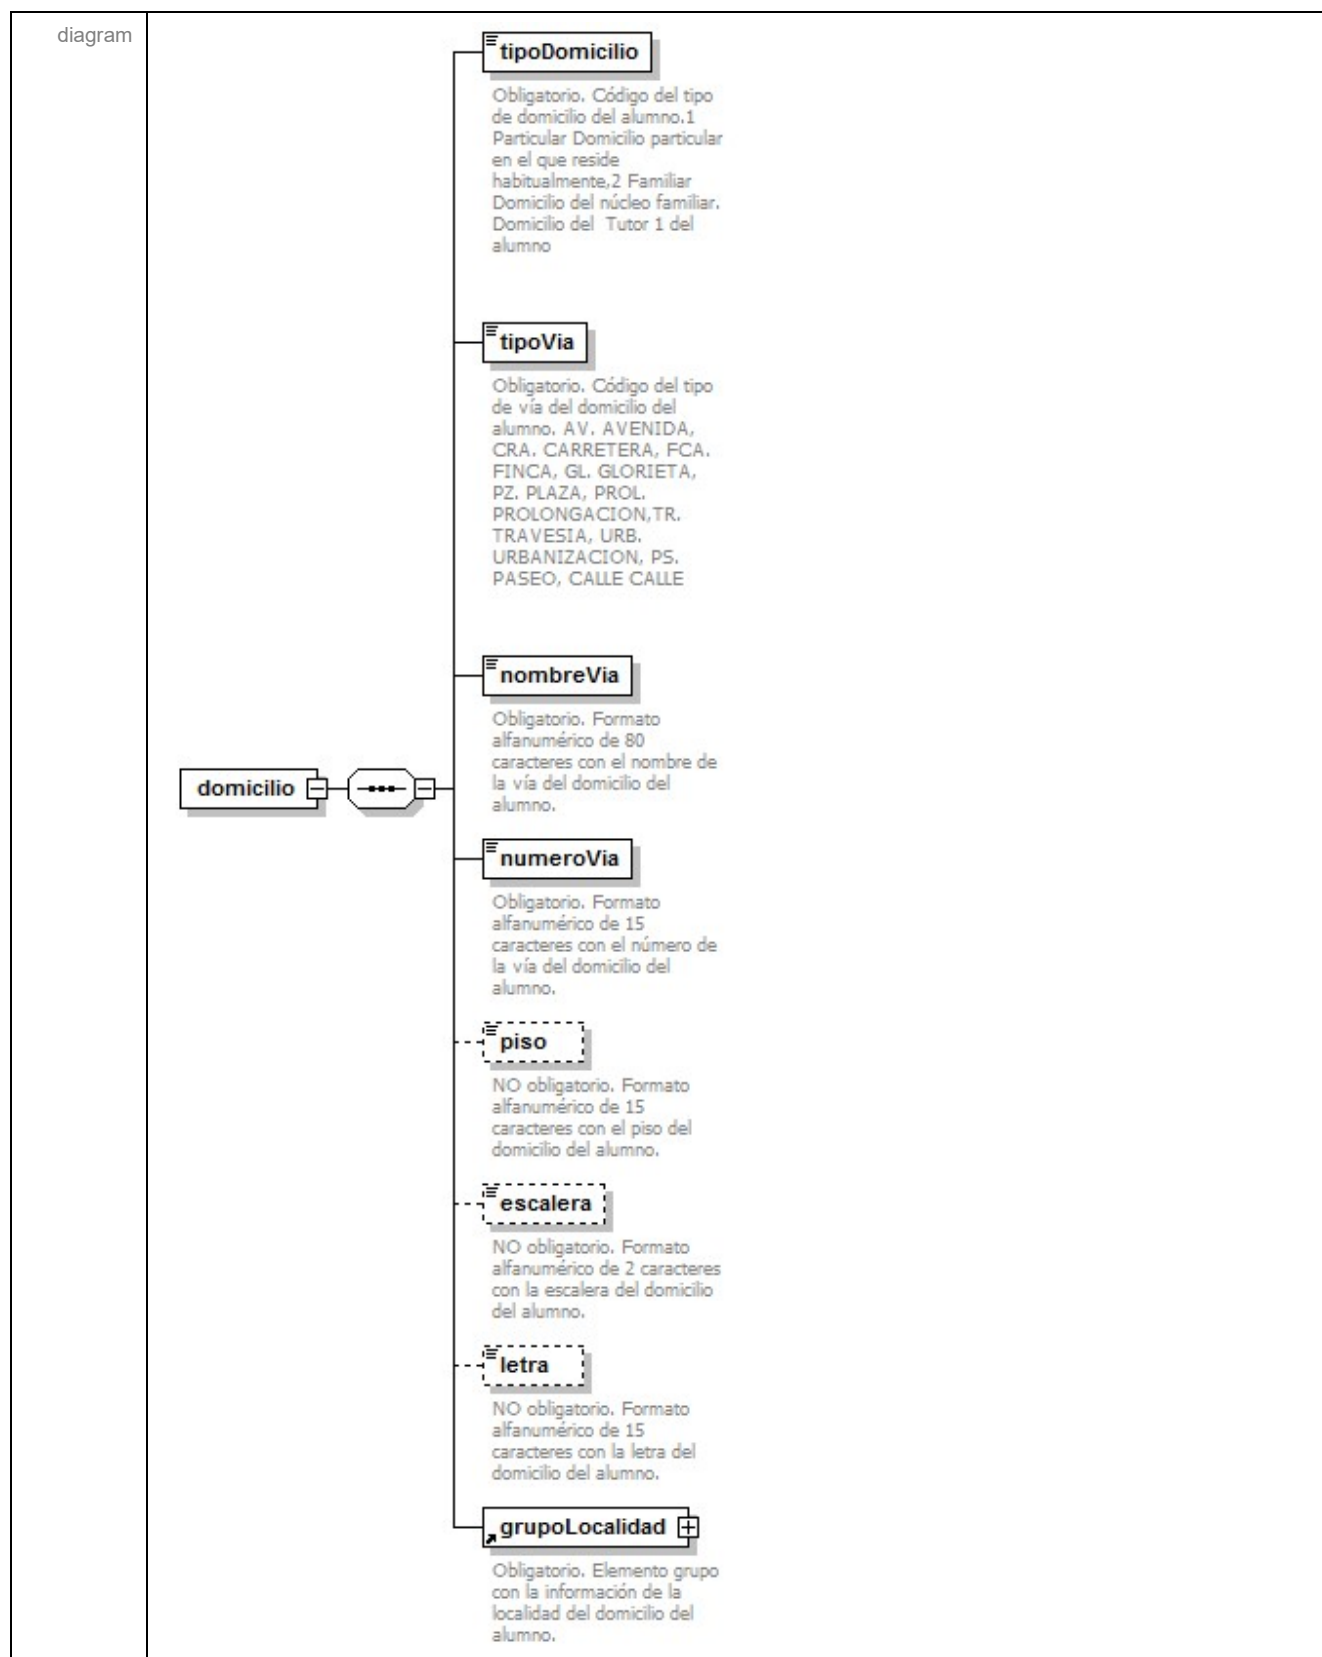 diagram
tipoDomicilio
Obligatorio. Código del tipo
de domicilio del alumno.1
Particular Domicilio particular
en el que reside
habitualmente,2 Familiar
Domicilio del núcleo familiar.
Domicilio del  Tutor 1 del
alumno
tipoVia
Obligatorio. Código del tipo
de vía del domicilio del
alumno. AV. AVENIDA,
CRA. CARRETERA, FCA.
FINCA, GL. GLORIETA,
PZ. PLAZA, PROL.
PROLONGACION,TR.
TRAVESIA, URB.
URBANIZACION, PS.
PASEO, CALLE CALLE
nombreVia
Obligatorio. Formato
alfanumérico de 80
caracteres con el nombre de
la vía del domicilio del
alumno.
domicilio
numeroVia
Obligatorio. Formato
alfanumérico de 15
caracteres con el número de
la vía del domicilio del
alumno.
piso
NO obligatorio. Formato
alfanumérico de 15
caracteres con el piso del
domicilio del alumno.
escalera
NO obligatorio. Formato
alfanumérico de 2 caracteres
con la escalera del domicilio
del alumno.
letra
NO obligatorio. Formato
alfanumérico de 15
caracteres con la letra del
domicilio del alumno.
grupoLocalidad
Obligatorio. Elemento grupo
con la información de la
localidad del domicilio del
alumno.